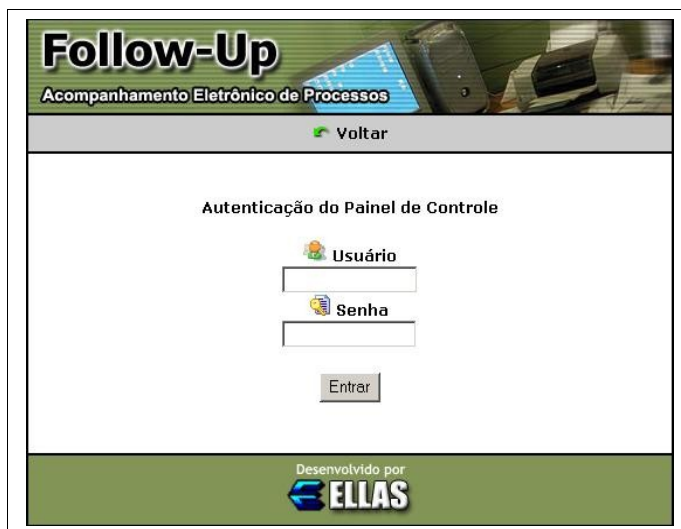 Follow-Up
Acompanhamento Eletrônico de Processos
Voltar
Autenticação do Painel de Controle
Usuário
Senha
Entrar
Desenvolvido por
ELLAS